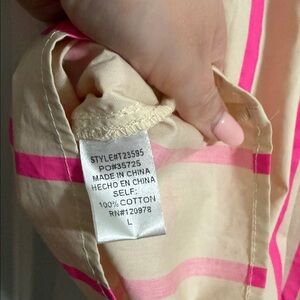 STYLE#T23595
PO#35725
MADE IN CHINA
HECHO EN CHINA
SELF:
100% COTTON
RN#120978
L